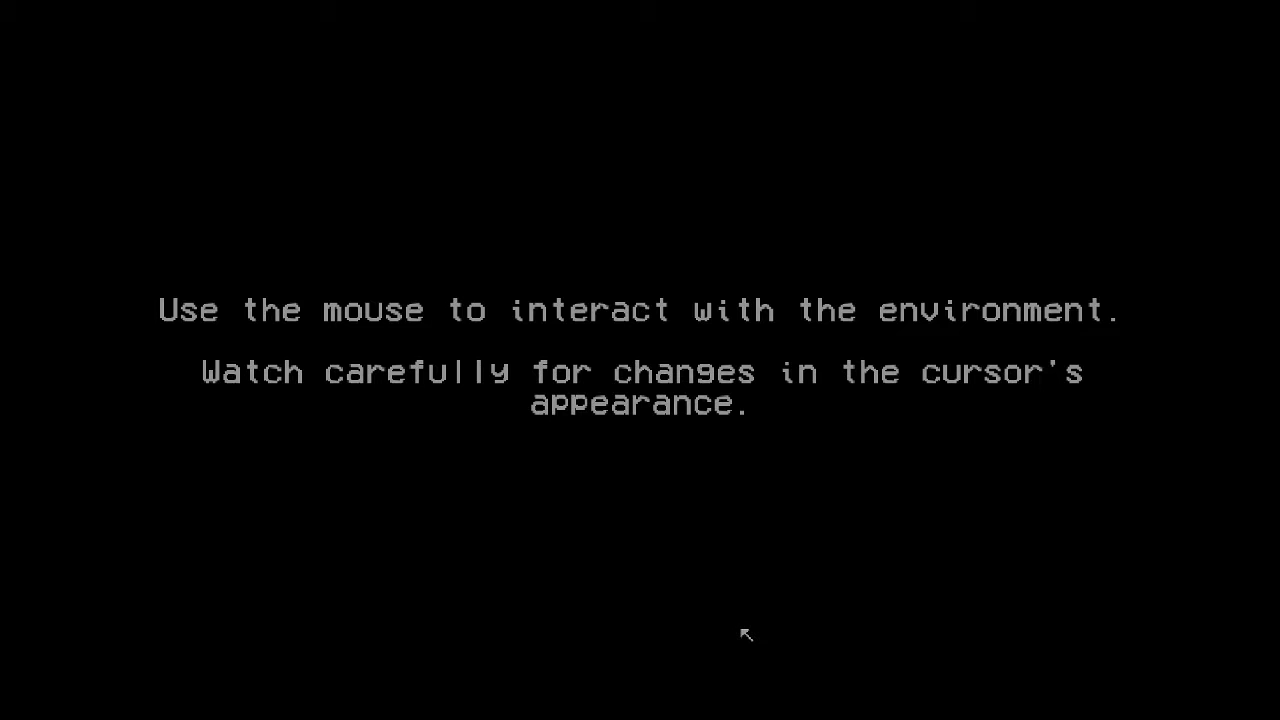 Use the mouse to interact with the environment.
Watch carefully for changes in the cursor's
appearance.